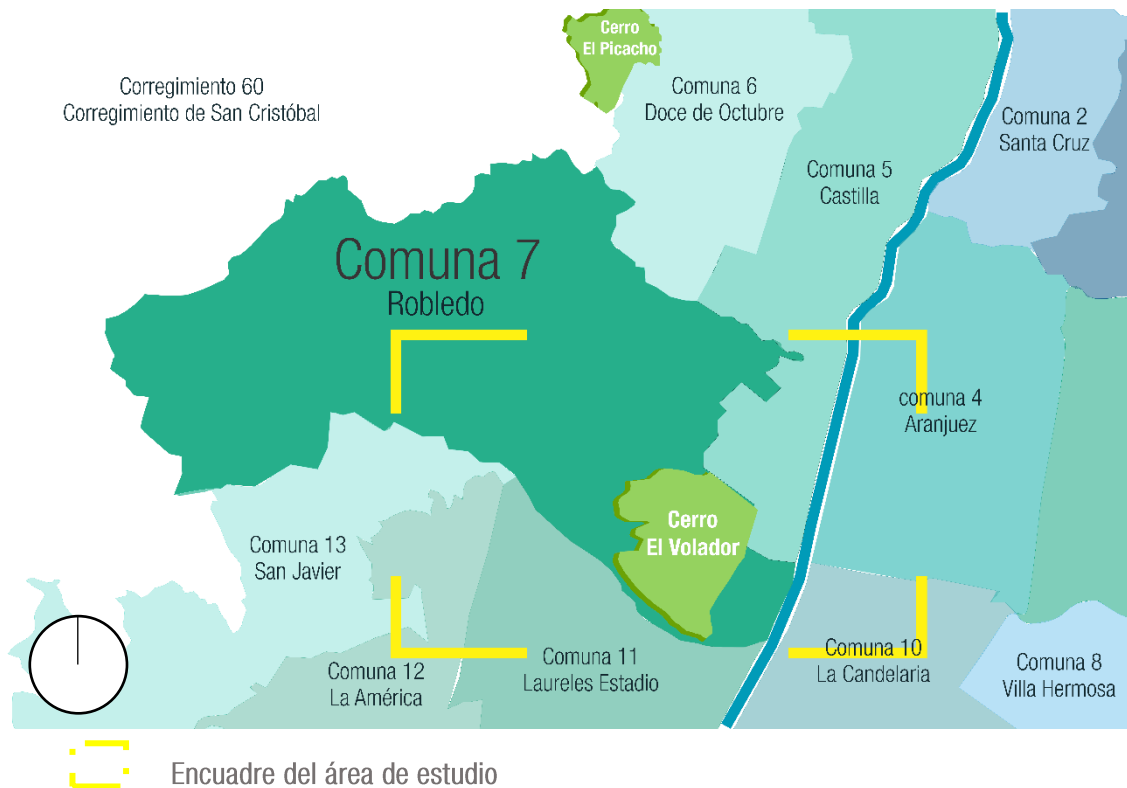 Cerro
El Picacho
Corregimiento 60
Corregimiento de San Cristóbal
Comuna 6
Doce de Octubre
Comuna 2
Santa Cruz
Comuna 5
Castilla
Comuna 7
Robledo
comuna 4
Aranjuez
Cerro
El Volador
Comuna 13
San Javier
Comuna 12
La América
Comuna 11
Laureles Estadio
Comuna 10
La Candelaria
Comuna 8
Villa Hermosa
Encuadre del área de estudio